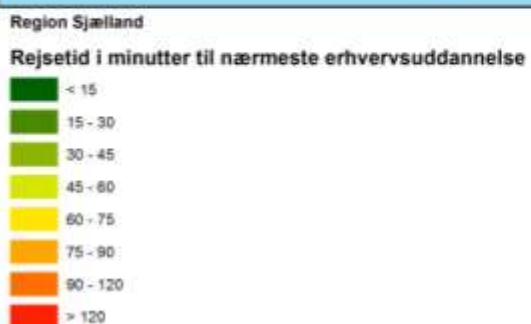 Region Sjælland
Rejsetid i minutter til nærmeste erhvervsuddannelse
< 15
15 - 30
30 - 45
45 - 60
60 - 75
75 - 90
90 - 120
> 120